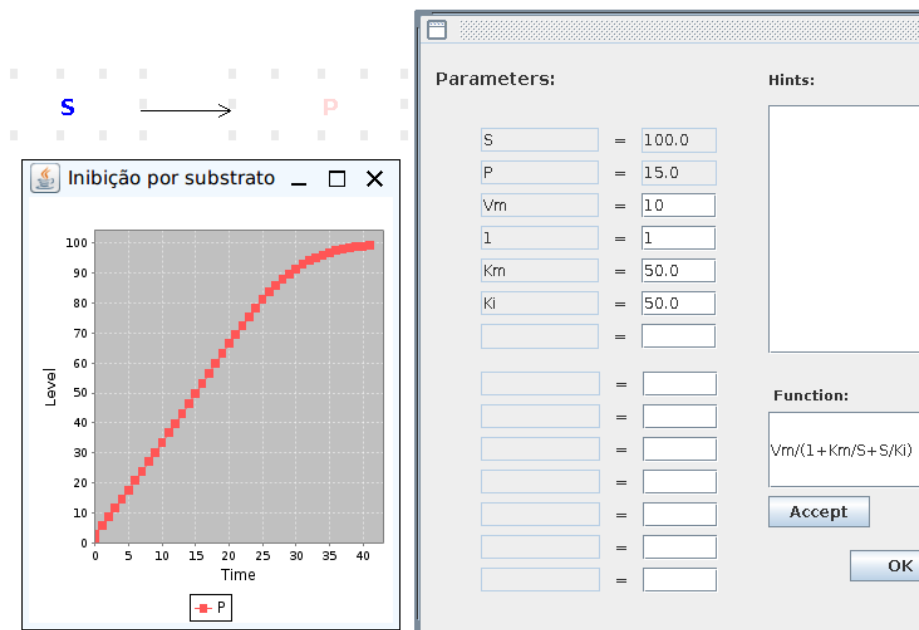 S P
Inibição por substrato
Level
100
90
80
70
60
50
40
30
20
10
0
0 5 10 15 20 25 30 35 40
Time
P
Parameters:
S = 100.0
P = 15.0
Vm = 10
1 = 1
Km = 50.0
Ki = 50.0
=
=
=
=
=
=
=
=
Hints:
Function:
Vm/(1+Km/S+S/Ki)
Accept
OK